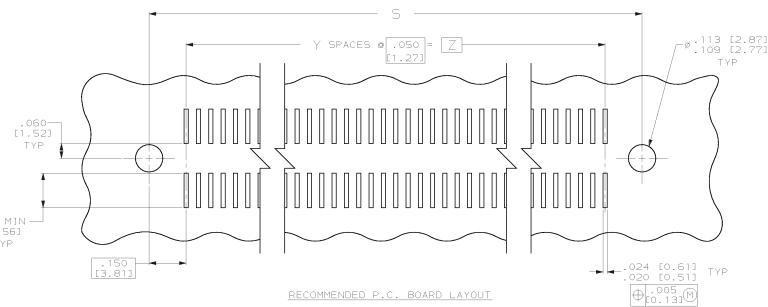 S
Y SPACES @ .050 = Z
[1.27]
ø .113 [2.87]
.109 [2.77]
TYP
.060
[1.52]
TYP
MIN
56]
YP
.150
[3.81]
.024 [0.61]
.020 [0.51] TYP
⌖ .005 Ⓜ
[0.13]
RECOMMENDED P.C. BOARD LAYOUT